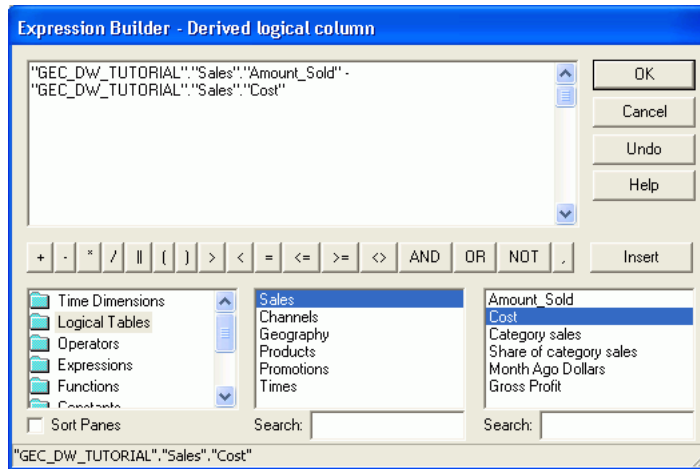 Expression Builder - Derived logical column
"GEC_DW_TUTORIAL"."Sales"."Amount_Sold" -
"GEC_DW_TUTORIAL"."Sales"."Cost"
OK
Cancel
Undo
Help
+ - * / || ( ) > < = <= >= <> AND OR NOT , Insert
Time Dimensions
Logical Tables
Operators
Expressions
Functions
Constants
Sales
Channels
Geography
Products
Promotions
Times
Amount_Sold
Cost
Category sales
Share of category sales
Month Ago Dollars
Gross Profit
Sort Panes Search: Search:
"GEC_DW_TUTORIAL"."Sales"."Cost"